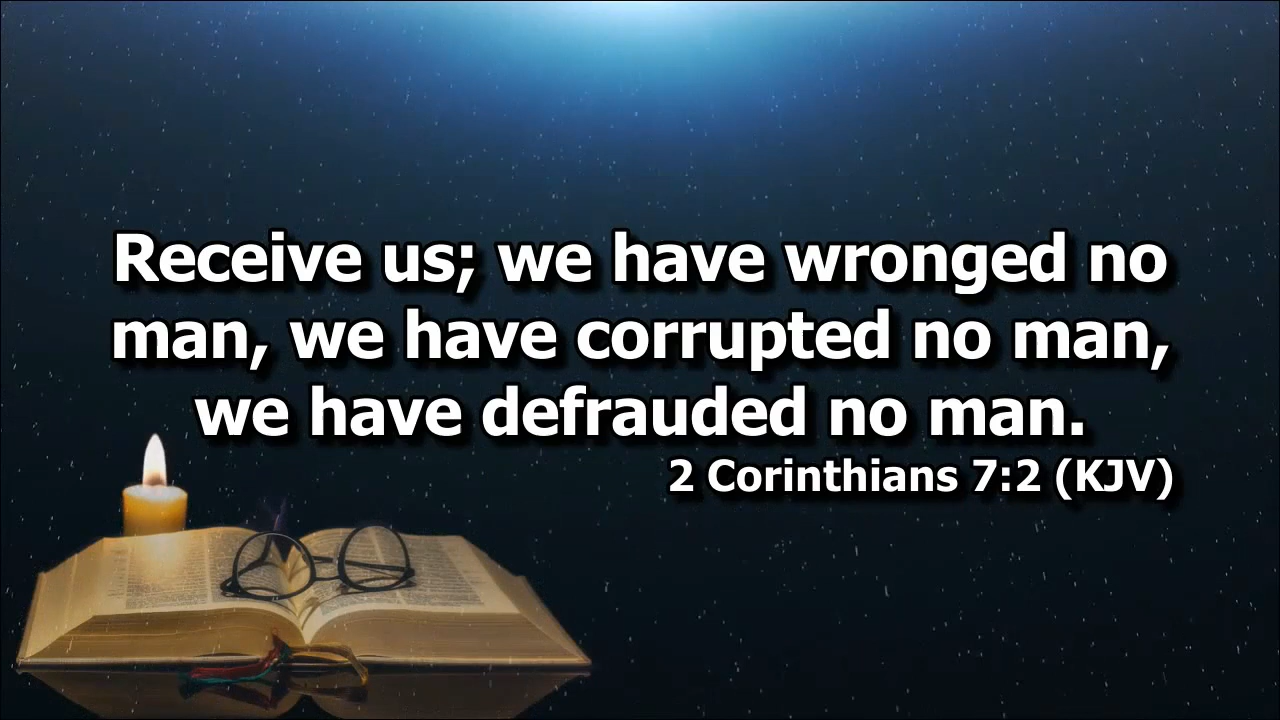 Receive us; we have wronged no
man, we have corrupted no man,
we have defrauded no man.
2 Corinthians 7:2 (KJV)